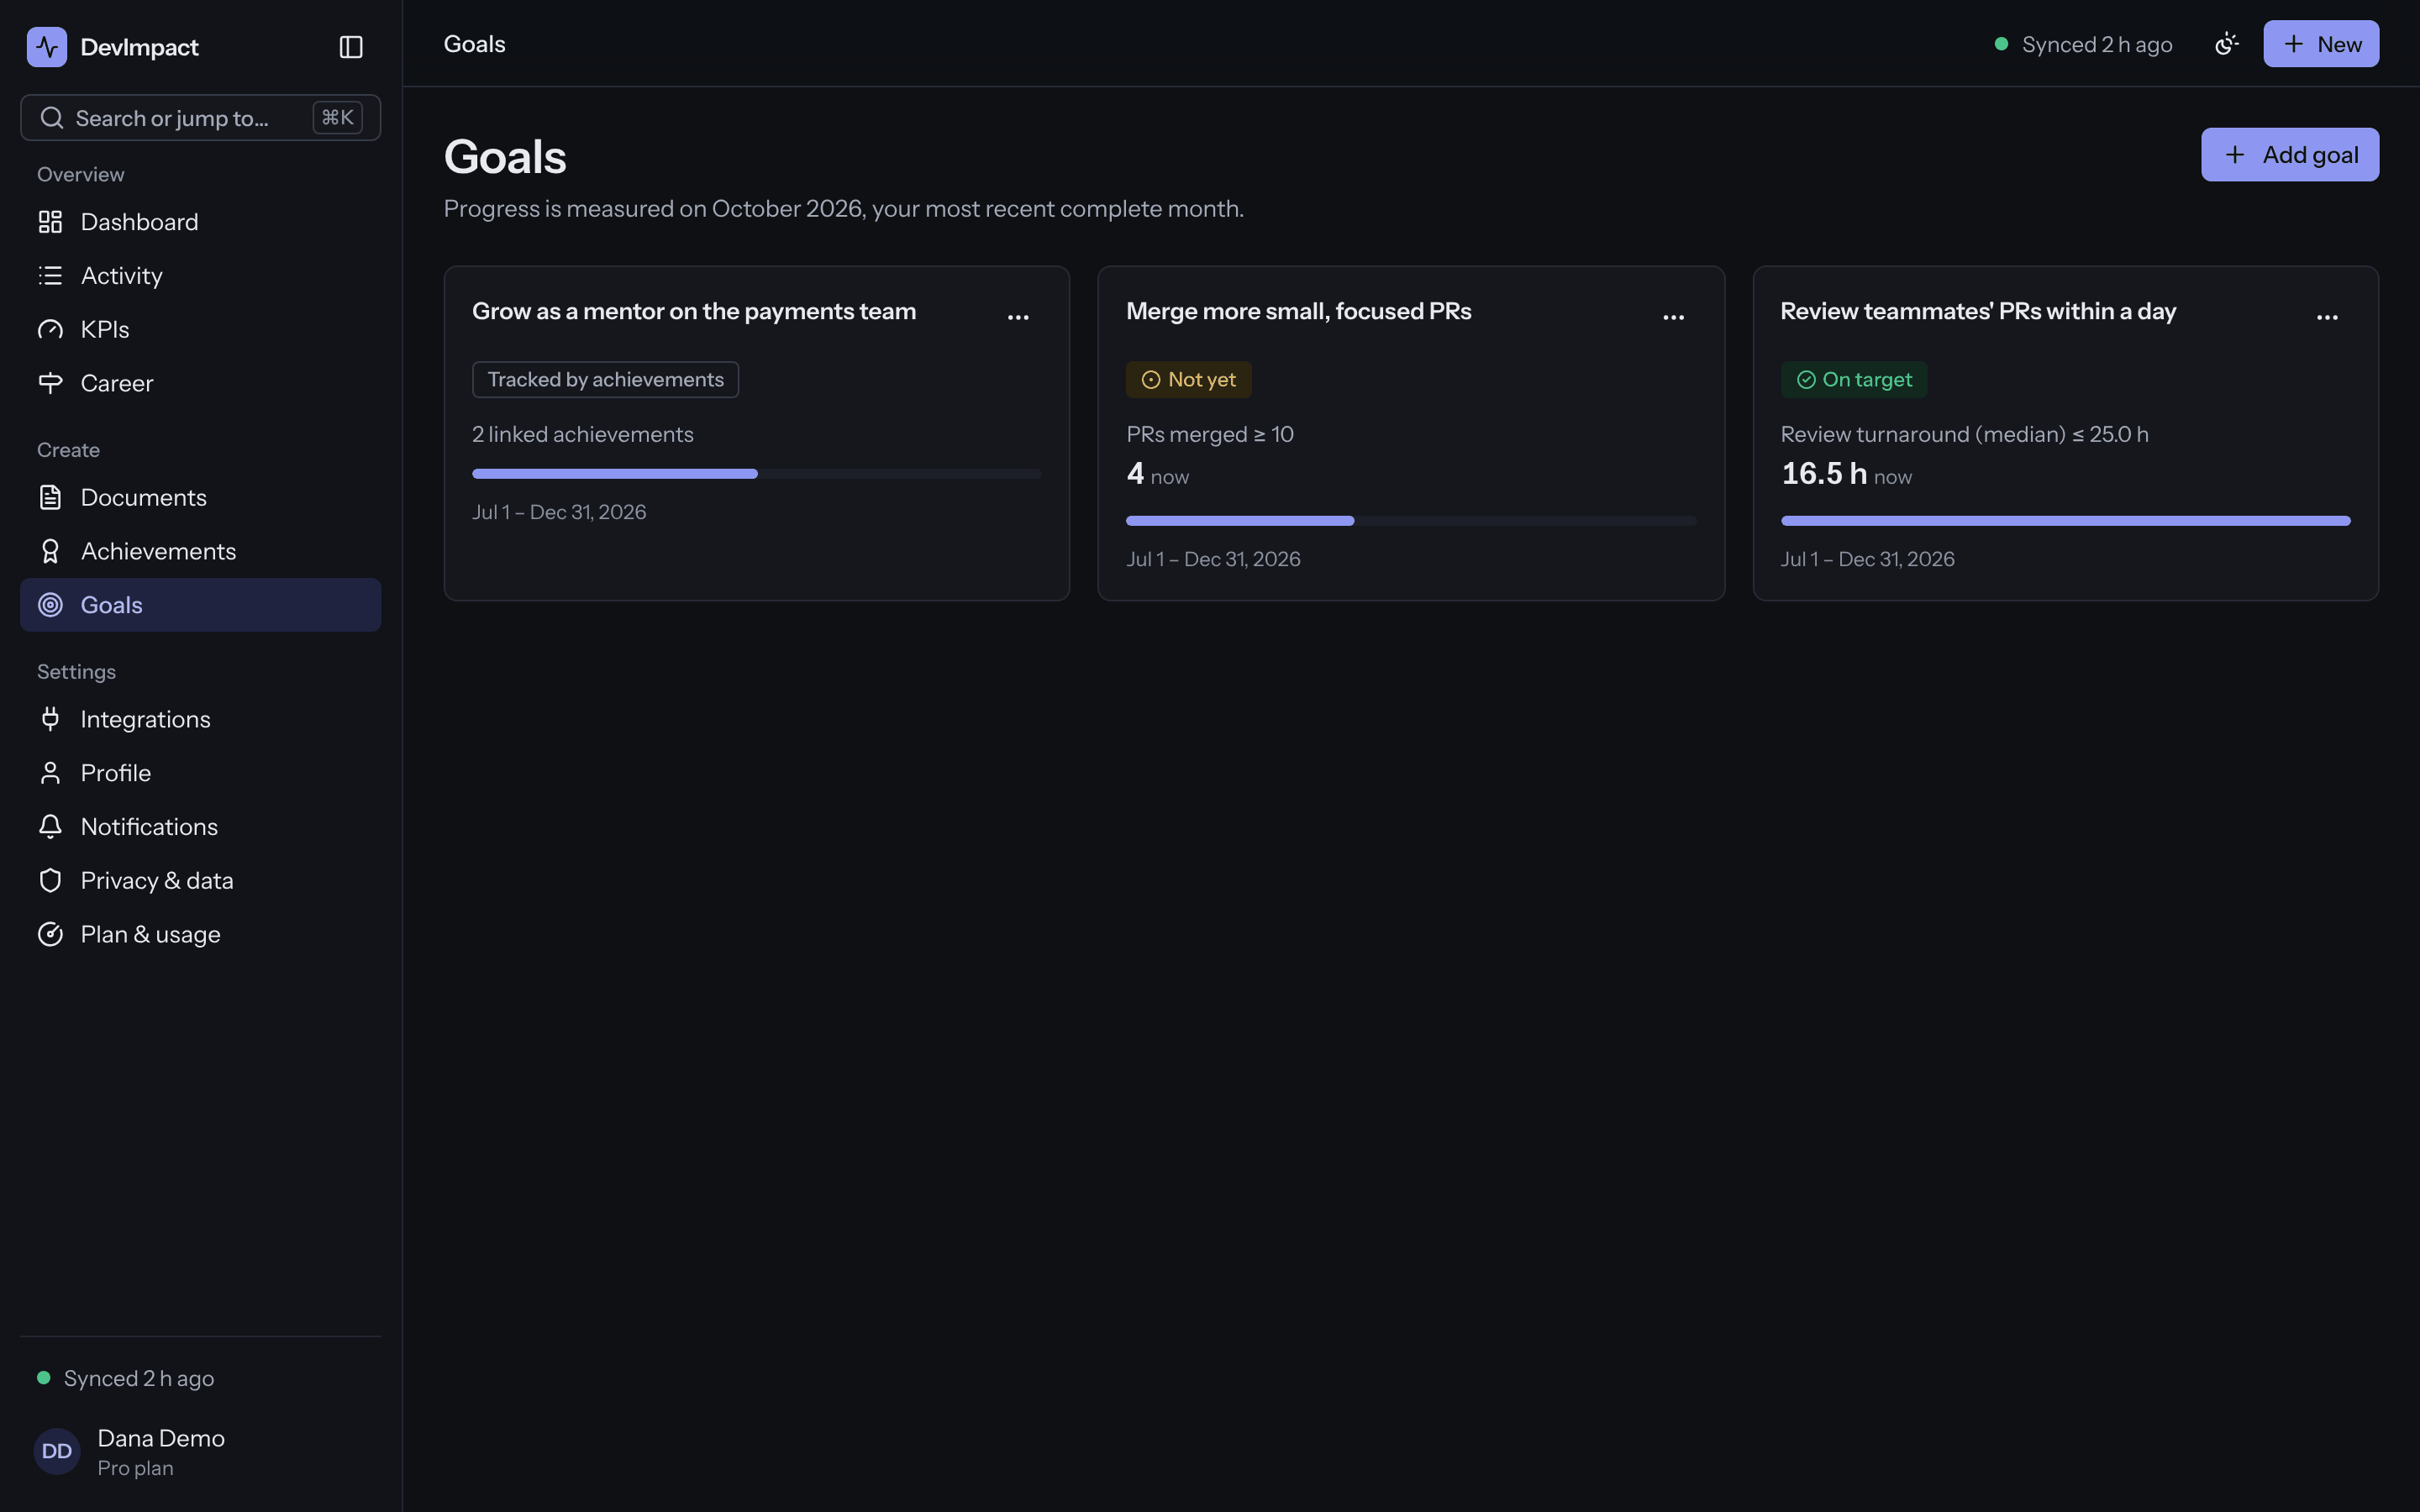 DevImpact
Search or jump to...
⌘K
Overview
Dashboard
Activity
KPIs
Career
Create
Documents
Achievements
Goals
Settings
Integrations
Profile
Notifications
Privacy & data
Plan & usage
Synced 2 h ago
DD
Dana Demo
Pro plan
Goals
Synced 2 h ago
New
Goals
Add goal
Progress is measured on October 2026, your most recent complete month.
Grow as a mentor on the payments team
Tracked by achievements
2 linked achievements
Jul 1 – Dec 31, 2026
Merge more small, focused PRs
Not yet
PRs merged ≥ 10
4 now
Jul 1 – Dec 31, 2026
Review teammates' PRs within a day
On target
Review turnaround (median) ≤ 25.0 h
16.5 h now
Jul 1 – Dec 31, 2026